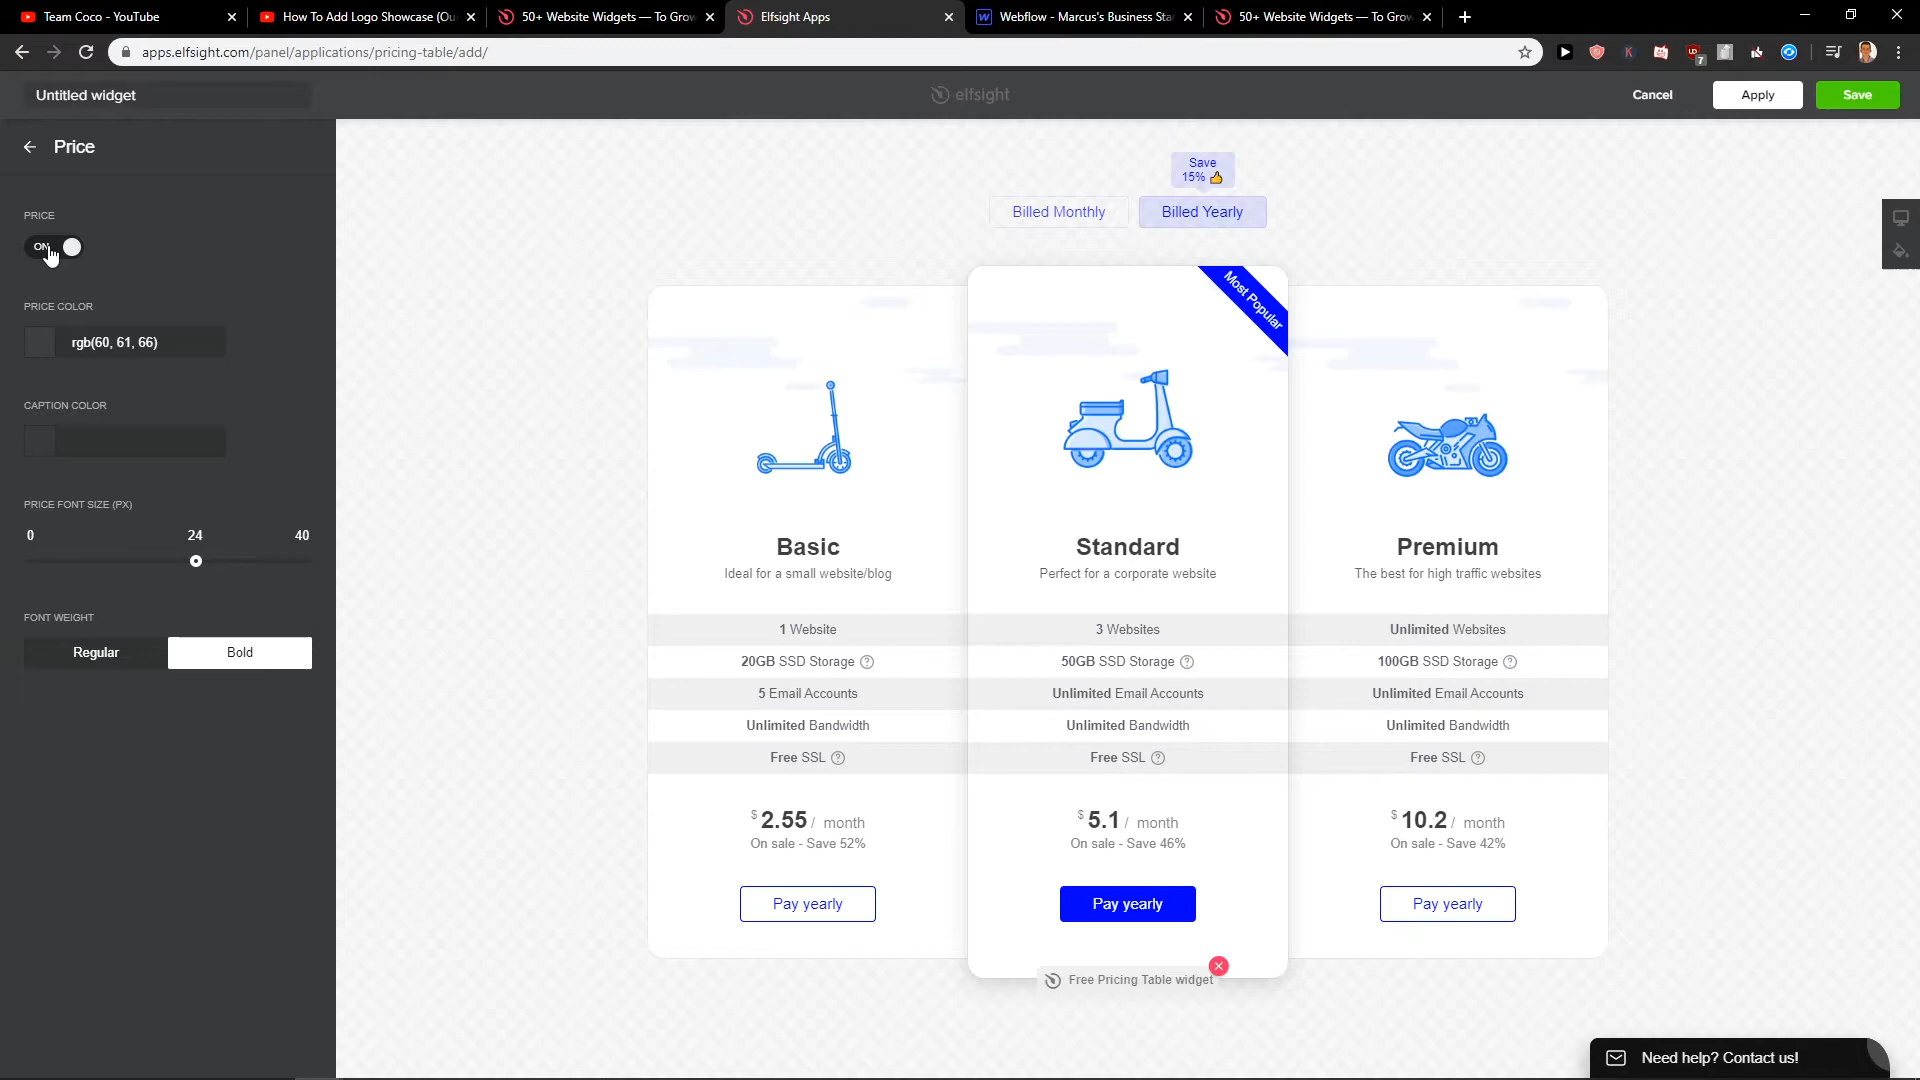 Team Coco - YouTube
How To Add Logo Showcase (Ou
50+ Website Widgets — To Grow
Elfsight Apps
Webflow - Marcus's Business Sta
50+ Website Widgets — To Grow
apps.elfsight.com/panel/applications/pricing-table/add/
7
Untitled widget
elfsight
Cancel
Apply
Save
Price
PRICE
ON
PRICE COLOR
rgb(60, 61, 66)
CAPTION COLOR
PRICE FONT SIZE (PX)
0 24 40
FONT WEIGHT
Regular Bold
Save
15% 👍
Billed Monthly
Billed Yearly
Most Popular
Basic
Ideal for a small website/blog
1 Website
20GB SSD Storage
5 Email Accounts
Unlimited Bandwidth
Free SSL
$ 2.55 / month
On sale - Save 52%
Pay yearly
Standard
Perfect for a corporate website
3 Websites
50GB SSD Storage
Unlimited Email Accounts
Unlimited Bandwidth
Free SSL
$ 5.1 / month
On sale - Save 46%
Pay yearly
Premium
The best for high traffic websites
Unlimited Websites
100GB SSD Storage
Unlimited Email Accounts
Unlimited Bandwidth
Free SSL
$ 10.2 / month
On sale - Save 42%
Pay yearly
Free Pricing Table widget
Need help? Contact us!